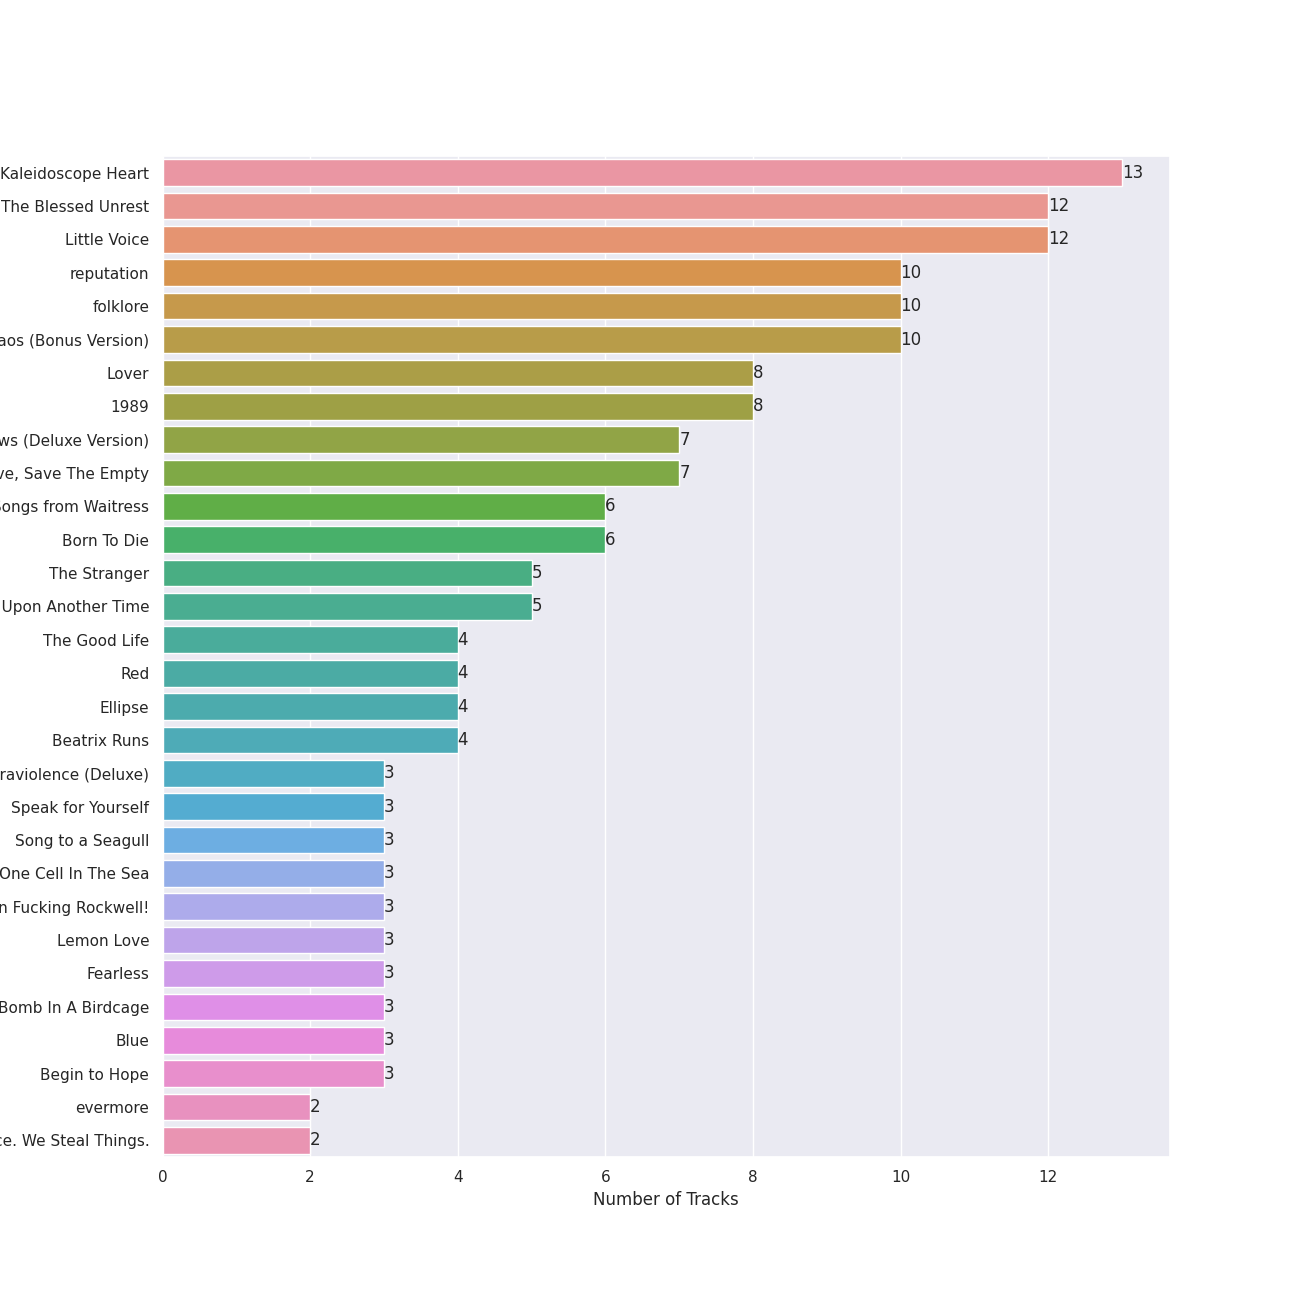 Kaleidoscope Heart 13
The Blessed Unrest 12
Little Voice 12
reputation 10
folklore 10
aos (Bonus Version) 10
Lover 8
1989 8
ws (Deluxe Version) 7
ve, Save The Empty 7
Songs from Waitress 6
Born To Die 6
The Stranger 5
Upon Another Time 5
The Good Life 4
Red 4
Ellipse 4
Beatrix Runs 4
raviolence (Deluxe) 3
Speak for Yourself 3
Song to a Seagull 3
One Cell In The Sea 3
n Fucking Rockwell! 3
Lemon Love 3
Fearless 3
Bomb In A Birdcage 3
Blue 3
Begin to Hope 3
evermore 2
ce. We Steal Things. 2
0 2 4 6 8 10 12
Number of Tracks